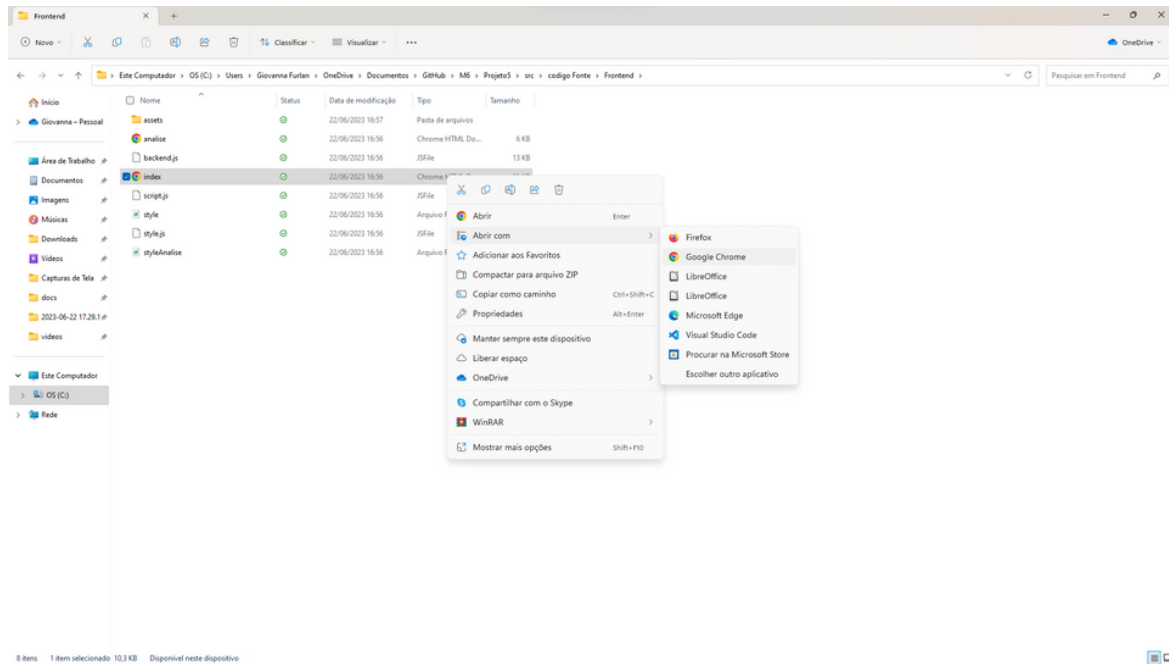 Frontend
Novo
Classificar
Visualizar
OneDrive
Este Computador > OS (C:) > Users > Giovanna Furlan > OneDrive > Documentos > GitHub > M6 > Projeto5 > src > codigo Fonte > Frontend >
Pesquisar em Frontend
Início
Giovanna – Pessoal
Área de Trabalho
Documentos
Imagens
Músicas
Downloads
Vídeos
Capturas de Tela
docs
2023-06-22 17.29.1
videos
Este Computador
OS (C:)
Rede
Nome Status Data de modificação Tipo Tamanho
assets 22/06/2023 16:57 Pasta de arquivos
analise 22/06/2023 16:56 Chrome HTML Do... 6 KB
backend.js 22/06/2023 16:56 JSFile 13 KB
index 22/06/2023 16:56
script.js 22/06/2023 16:56 JSFile
style 22/06/2023 16:56 Arquivo
style.js 22/06/2023 16:56 JSFile
styleAnalise 22/06/2023 16:56 Arquivo
Abrir Enter
Abrir com
Adicionar aos Favoritos
Compactar para arquivo ZIP
Copiar como caminho Ctrl+Shift+C
Propriedades Alt+Enter
Manter sempre este dispositivo
Liberar espaço
OneDrive
Compartilhar com o Skype
WinRAR
Mostrar mais opções Shift+F10
Firefox
Google Chrome
LibreOffice
LibreOffice
Microsoft Edge
Visual Studio Code
Procurar na Microsoft Store
Escolher outro aplicativo
8 itens 1 item selecionado 10,3 KB Disponível neste dispositivo